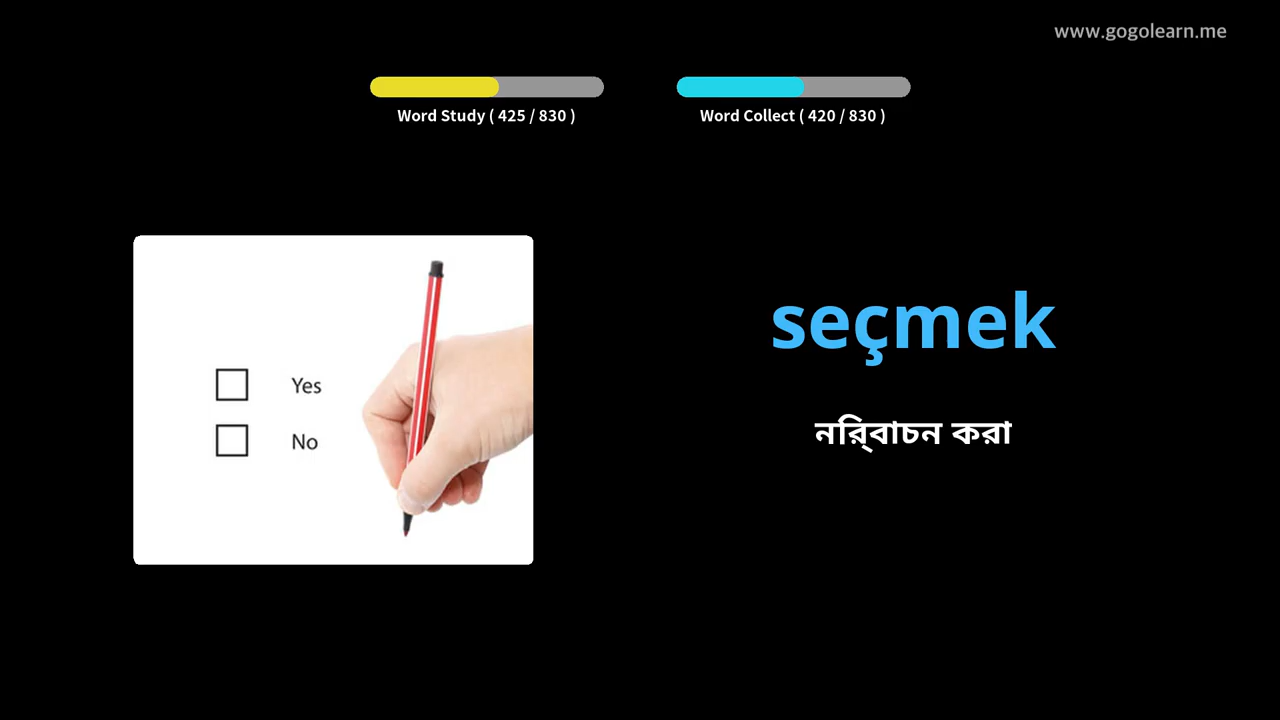 www.gogolearn.me
Word Study ( 425 / 830 )
Word Collect ( 420 / 830 )
Yes
No
seçmek
নির্বাচন করা